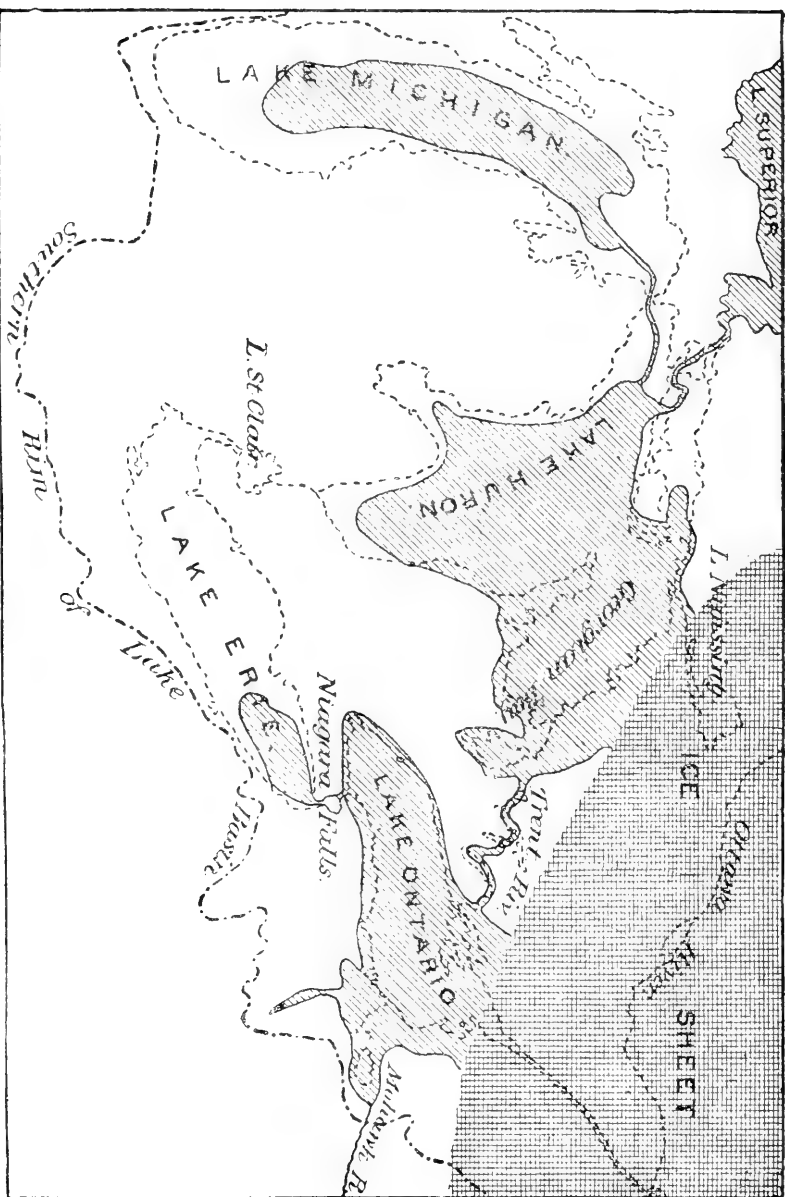 L. SUPERIOR
LAKE MICHIGAN
LAKE HURON
Georgian Bay
L. Nipissing
ICE SHEET
Ottawa River
L. St Clair
LAKE ERIE
Niagara Falls
LAKE ONTARIO
Trent Riv
Mohawk R.
Southern Rim of Lake Basin